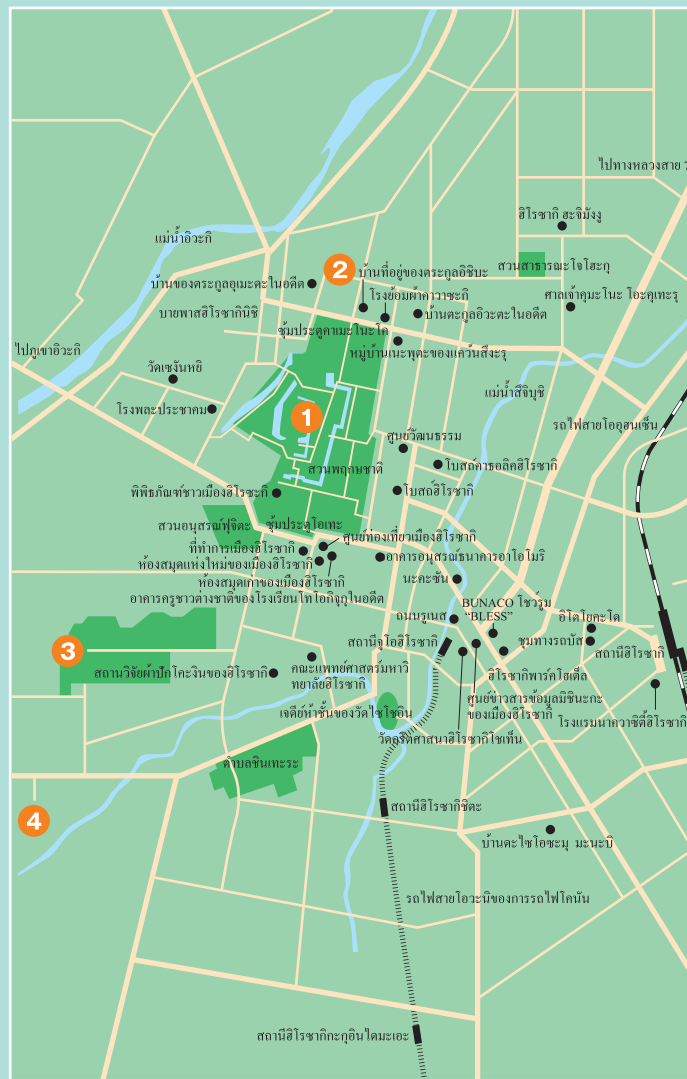 ไปทางหลวงสาย 7
ฮิโรซากิ ฮะจิมังงู
แม่น้ำอิวะกิ
สวนสาธารณะโจโฮะกุ
2
บ้านที่อยู่ของตระกูลอิชิบะ
บ้านของตระกูลอุเมะตะในอดีต
โรงย้อมผ้าคาวาซะกิ
ศาลเจ้าคุมะโนะ โอะคุเทะรุ
บายพาสฮิโรซากินิชิ
บ้านตะกูลอิวะตะในอดีต
ซุ้มประตูคาเมะโนะโค
หมู่บ้านเนะพุตะของแคว้นสึงะรุ
ไปภูเขาอิวะกิ
วัดเซงันหยิ
แม่น้ำสึจิบุชิ
โรงพละประชาคม
1
รถไฟสายโออุฮนเซ็น
ศูนย์วัฒนธรรม
โบสถ์คาธอลิคฮิโรซากิ
สวนพฤกษชาติ
พิพิธภัณฑ์ชาวเมืองฮิโรซะกิ
โบสถ์ฮิโรซากิ
สวนอนุสรณ์ฟุจิตะ
ซุ้มประตูโอเทะ
ศูนย์ท่องเที่ยวเมืองฮิโรซากิ
ที่ทำการเมืองฮิโรซากิ
อาคารอนุสรณ์ธนาคารอาโอโมริ
ห้องสมุดแห่งใหม่ของเมืองฮิโรซากิ
ห้องสมุดเก่าของเมืองฮิโรซากิ
นะคะซัน
อาคารครูชาวต่างชาติของโรงเรียนโทโอกิจุกุในอดีต
BUNACO โชว์รูม
"BLESS"
ถนนรูเนส
อิโตโยคะโด
3
สถานีจูโอฮิโรซากิ
ชุมทางรถบัส
สถานีฮิโรซากิ
สถานวิจัยผ้าปักโคะงินของฮิโรซากิ
คณะแพทยศาสตร์มหาวิ
ทยาลัยฮิโรซากิ
ฮิโรซากิพาร์คโฮเต็ล
ศูนย์ข่าวสารข้อมูลมิชินะกะ
ของเมืองฮิโรซากิ
เจดีย์ห้าชั้นของวัดไซโชอิน
โรงแรมนาควาซิตี้ฮิโรซากิ
วัดคริตศาสนาฮิโรซากิโชเท็น
ตำบลชินเทะระ
4
สถานีฮิโรซากิชิตะ
บ้านดะไซโอซะมุ มะนะบิ
รถไฟสายโอวะนิของการรถไฟโคนัน
สถานีฮิโรซากิกะกุอินไดมะเอะ